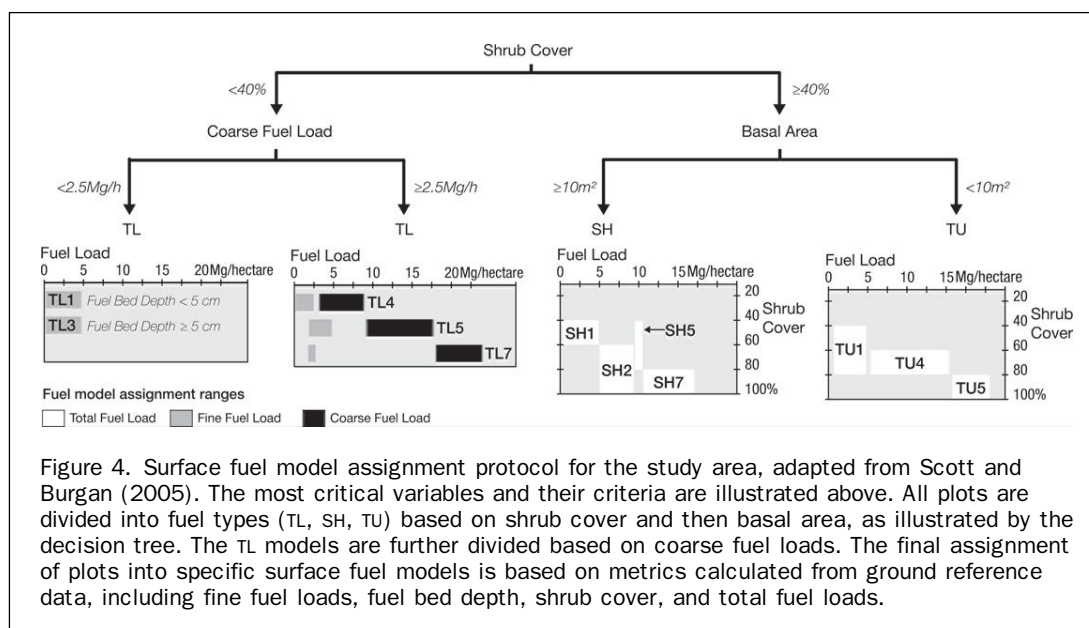 Shrub Cover
<40%
≥40%
Coarse Fuel Load
Basal Area
<2.5Mg/h
≥2.5Mg/h
≥10m²
<10m²
TL
TL
SH
TU
Fuel Load
0 5 10 15 20Mg/hectare
TL1 Fuel Bed Depth < 5 cm
TL3 Fuel Bed Depth ≥ 5 cm
Fuel Load
0 5 10 15 20Mg/hectare
TL4
TL5
TL7
Fuel Load
0 5 10 15Mg/hectare
20
40
60
80
100%
Shrub
Cover
SH1
SH5
SH2
SH7
Fuel Load
0 5 10 15Mg/hectare
20
40
60
80
100%
Shrub
Cover
TU1
TU4
TU5
Fuel model assignment ranges
Total Fuel Load Fine Fuel Load Coarse Fuel Load
Figure 4. Surface fuel model assignment protocol for the study area, adapted from Scott and
Burgan (2005). The most critical variables and their criteria are illustrated above. All plots are
divided into fuel types (TL, SH, TU) based on shrub cover and then basal area, as illustrated by the
decision tree. The TL models are further divided based on coarse fuel loads. The final assignment
of plots into specific surface fuel models is based on metrics calculated from ground reference
data, including fine fuel loads, fuel bed depth, shrub cover, and total fuel loads.